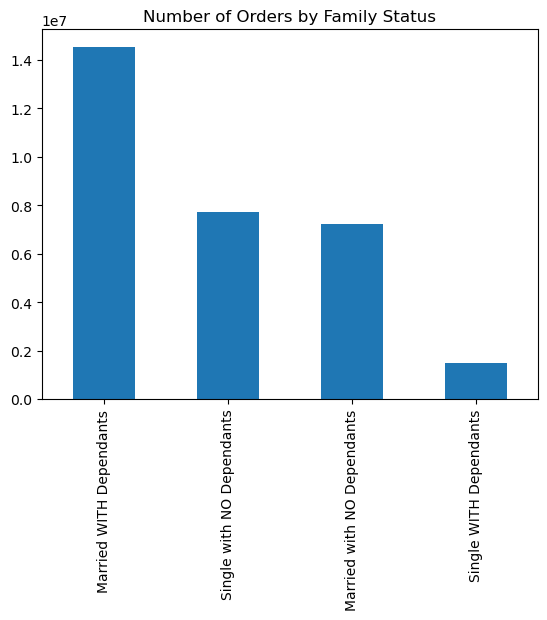 Number of Orders by Family Status
1e7
1.4
1.2
1.0
0.8
0.6
0.4
0.2
0.0
Married WITH Dependants
Single with NO Dependants
Married with NO Dependants
Single WITH Dependants